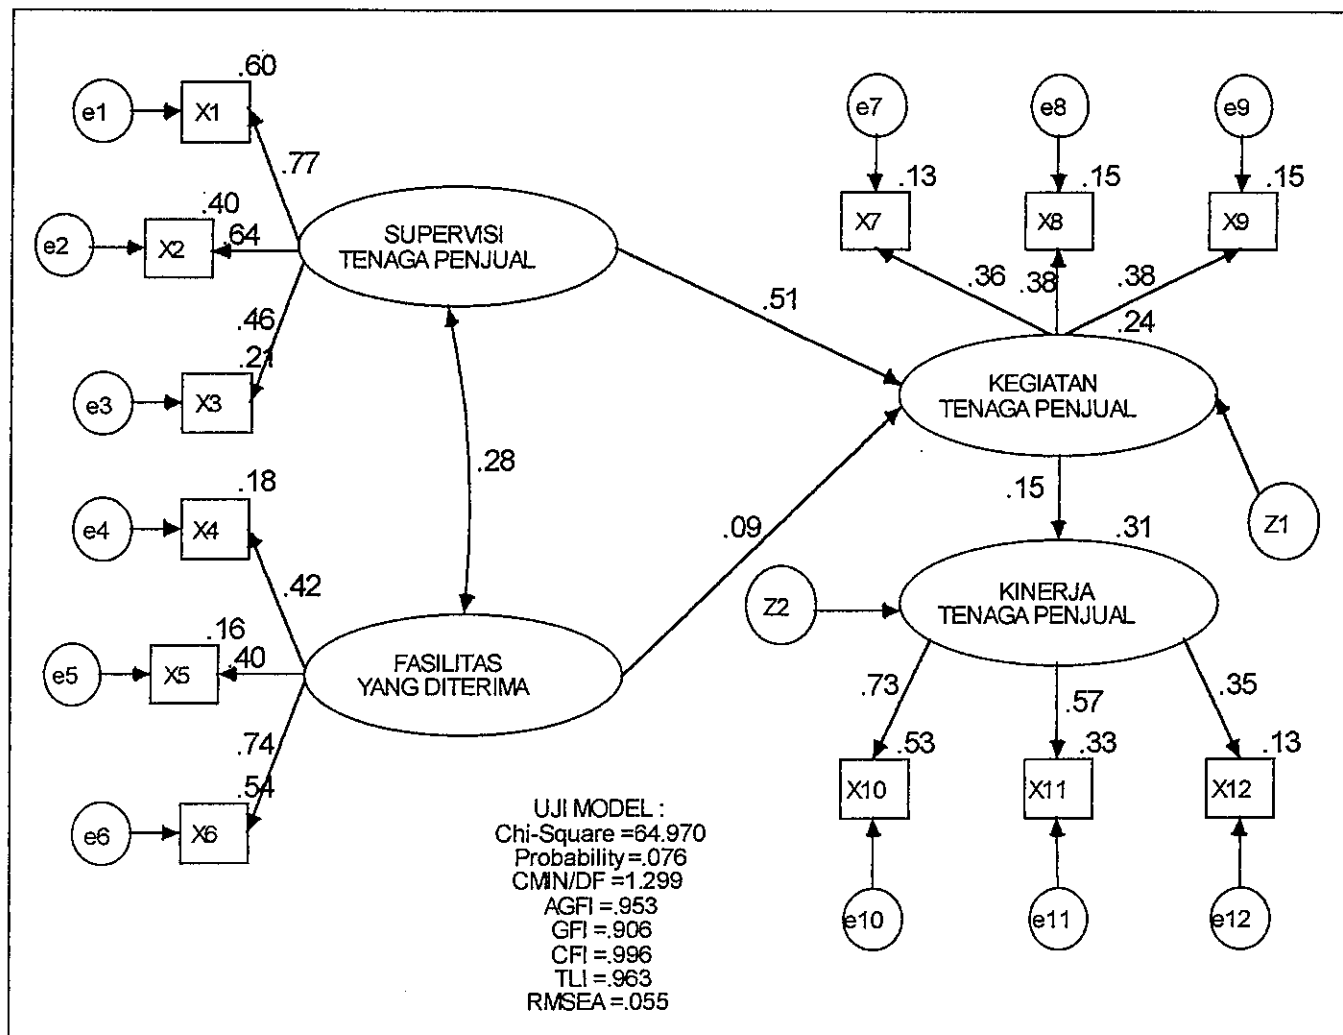 .60
e1
X1
.77
.40
e2
X2
.64
SUPERVISI
TENAGA PENJUAL
.46
.21
e3
X3
.28
.18
e4
X4
.42
.16
e5
X5
.40
FASILITAS
YANG DITERIMA
.74
.54
e6
X6
.51
.09
e7
e8
e9
.13
.15
.15
X7
X8
X9
.36
.38
.38
.24
KEGIATAN
TENAGA PENJUAL
Z1
.15
.31
Z2
KINERJA
TENAGA PENJUAL
.73
.57
.35
.53
.33
.13
X10
X11
X12
e10
e11
e12
UJI MODEL :
Chi-Square =64.970
Probability =.076
CMIN/DF =1.299
AGFI =.953
GFI =.906
CFI =.996
TLI =.963
RMSEA =.055